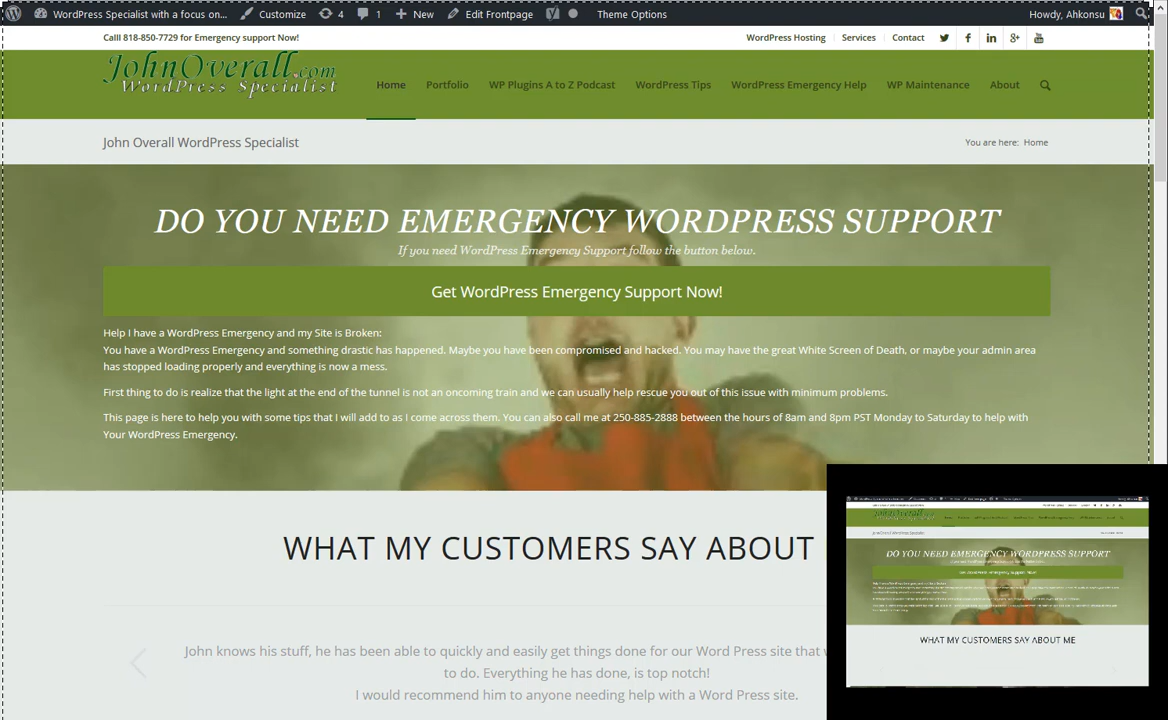 WordPress Specialist with a focus on... Customize 4 1 New Edit Frontpage Theme Options Howdy, Ahkonsu
Calll 818-850-7729 for Emergency support Now! WordPress Hosting Services Contact
JohnOverall.com
WordPress Specialist
Home Portfolio WP Plugins A to Z Podcast WordPress Tips WordPress Emergency Help WP Maintenance About
John Overall WordPress Specialist You are here: Home
DO YOU NEED EMERGENCY WORDPRESS SUPPORT
If you need WordPress Emergency Support follow the button below.
Get WordPress Emergency Support Now!
Help I have a WordPress Emergency and my Site is Broken:
You have a WordPress Emergency and something drastic has happened. Maybe you have been compromised and hacked. You may have the great White Screen of Death, or maybe your admin area
has stopped loading properly and everything is now a mess.
First thing to do is realize that the light at the end of the tunnel is not an oncoming train and we can usually help rescue you out of this issue with minimum problems.
This page is here to help you with some tips that I will add to as I come across them. You can also call me at 250-885-2888 between the hours of 8am and 8pm PST Monday to Saturday to help with
Your WordPress Emergency.
WHAT MY CUSTOMERS SAY ABOUT
John knows his stuff, he has been able to quickly and easily get things done for our Word Press site that
to do. Everything he has done, is top notch!
I would recommend him to anyone needing help with a Word Press site.
JohnOverall.com
DO YOU NEED EMERGENCY WORDPRESS SUPPORT
Get WordPress Emergency Support Now!
WHAT MY CUSTOMERS SAY ABOUT ME